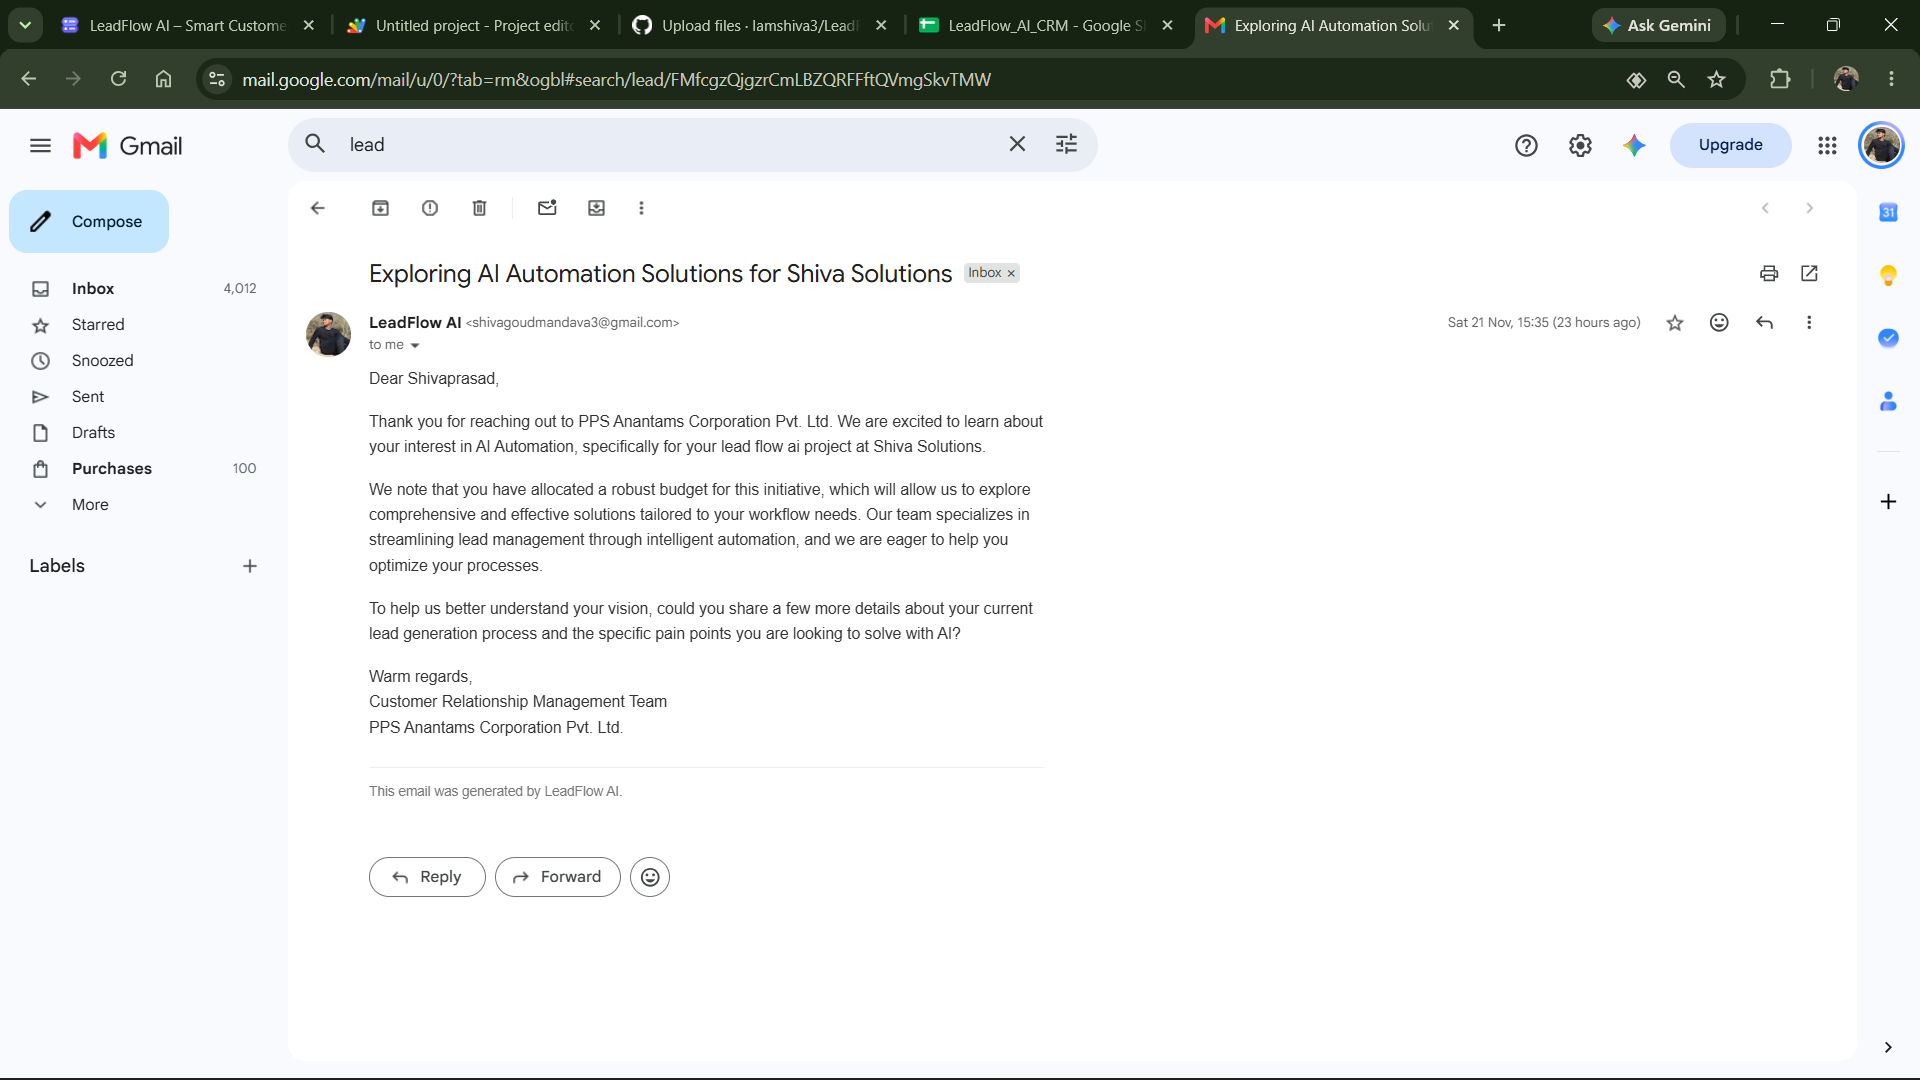 LeadFlow AI – Smart Custome
Untitled project - Project edit
Upload files · Iamshiva3/Lead
LeadFlow_AI_CRM - Google S
Exploring AI Automation Solu
Ask Gemini
mail.google.com/mail/u/0/?tab=rm&ogbl#search/lead/FMfcgzQjgzrCmLBZQRFFftQVmgSkvTMW
Gmail
lead
Upgrade
Compose
Inbox 4,012
Starred
Snoozed
Sent
Drafts
Purchases 100
More
Labels
31
Exploring AI Automation Solutions for Shiva Solutions Inbox ×
LeadFlow AI <shivagoudmandava3@gmail.com>
Sat 21 Nov, 15:35 (23 hours ago)
to me
Dear Shivaprasad,
Thank you for reaching out to PPS Anantams Corporation Pvt. Ltd. We are excited to learn about
your interest in AI Automation, specifically for your lead flow ai project at Shiva Solutions.
We note that you have allocated a robust budget for this initiative, which will allow us to explore
comprehensive and effective solutions tailored to your workflow needs. Our team specializes in
streamlining lead management through intelligent automation, and we are eager to help you
optimize your processes.
To help us better understand your vision, could you share a few more details about your current
lead generation process and the specific pain points you are looking to solve with AI?
Warm regards,
Customer Relationship Management Team
PPS Anantams Corporation Pvt. Ltd.
This email was generated by LeadFlow AI.
Reply
Forward